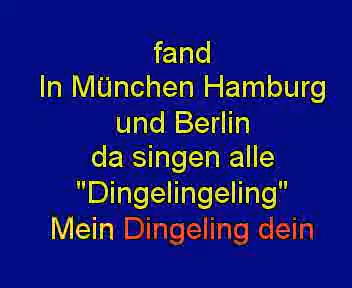 fand
In München Hamburg
und Berlin
da singen alle
"Dingelingeling"
Mein Dingeling dein